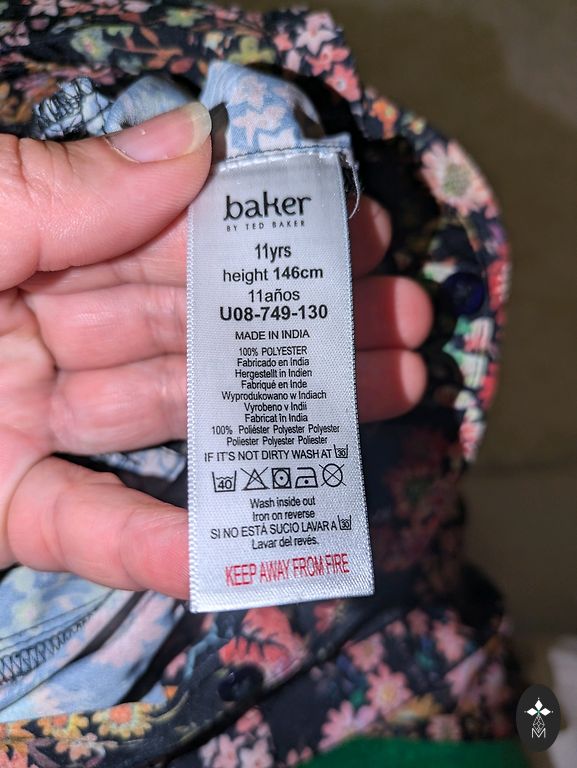 baker
BY TED BAKER
11yrs
height 146cm
11años
U08-749-130
MADE IN INDIA
100% POLYESTER
Fabricado en India
Hergestellt in Indien
Fabriqué en Inde
Wyprodukowano w Indiach
Vyrobeno v Indii
Fabricat în India
100% Poliéster Polyester Polyester
Poliester Polyester Poliester
IF IT'S NOT DIRTY WASH AT 30
40
Wash inside out
Iron on reverse
SI NO ESTÁ SUCIO LAVAR A 30
Lavar del revés.
KEEP AWAY FROM FIRE
M